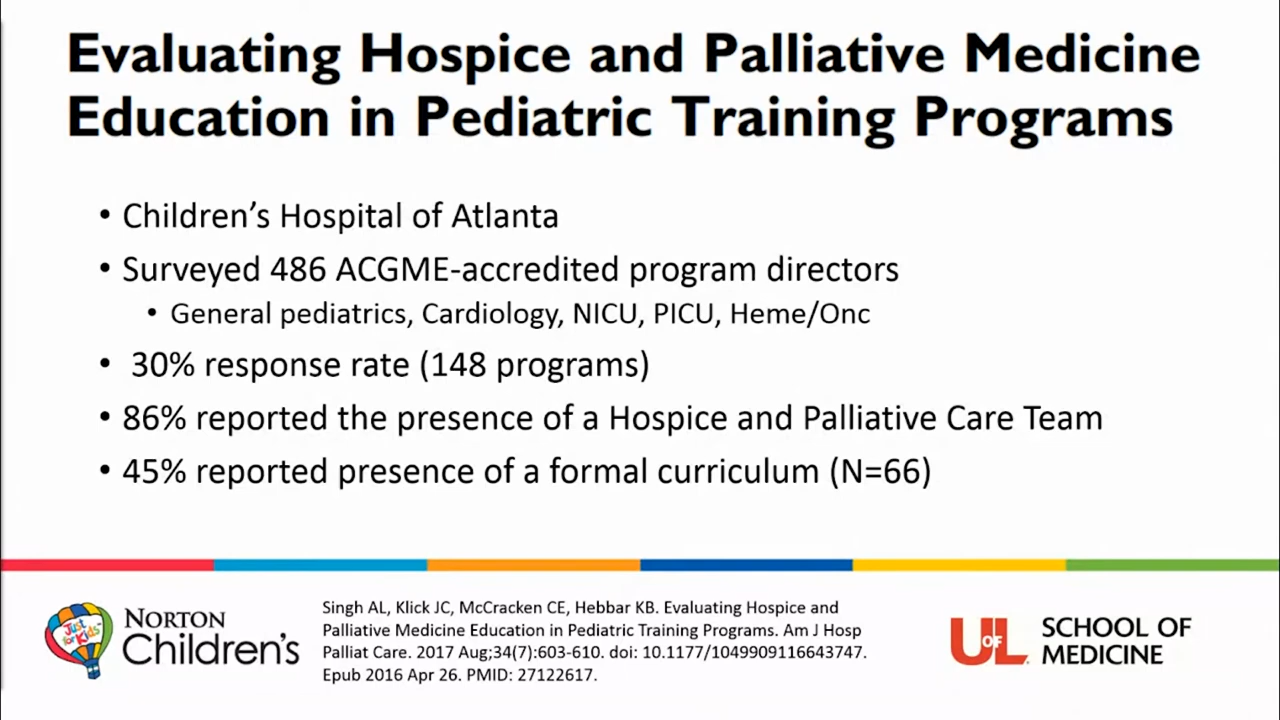 Evaluating Hospice and Palliative Medicine
Education in Pediatric Training Programs
• Children's Hospital of Atlanta
• Surveyed 486 ACGME-accredited program directors
• General pediatrics, Cardiology, NICU, PICU, Heme/Onc
• 30% response rate (148 programs)
• 86% reported the presence of a Hospice and Palliative Care Team
• 45% reported presence of a formal curriculum (N=66)
Just for Kids
NORTON
Children's
Singh AL, Klick JC, McCracken CE, Hebbar KB. Evaluating Hospice and
Palliative Medicine Education in Pediatric Training Programs. Am J Hosp
Palliat Care. 2017 Aug;34(7):603-610. doi: 10.1177/1049909116643747.
Epub 2016 Apr 26. PMID: 27122617.
U OF L
SCHOOL OF
MEDICINE